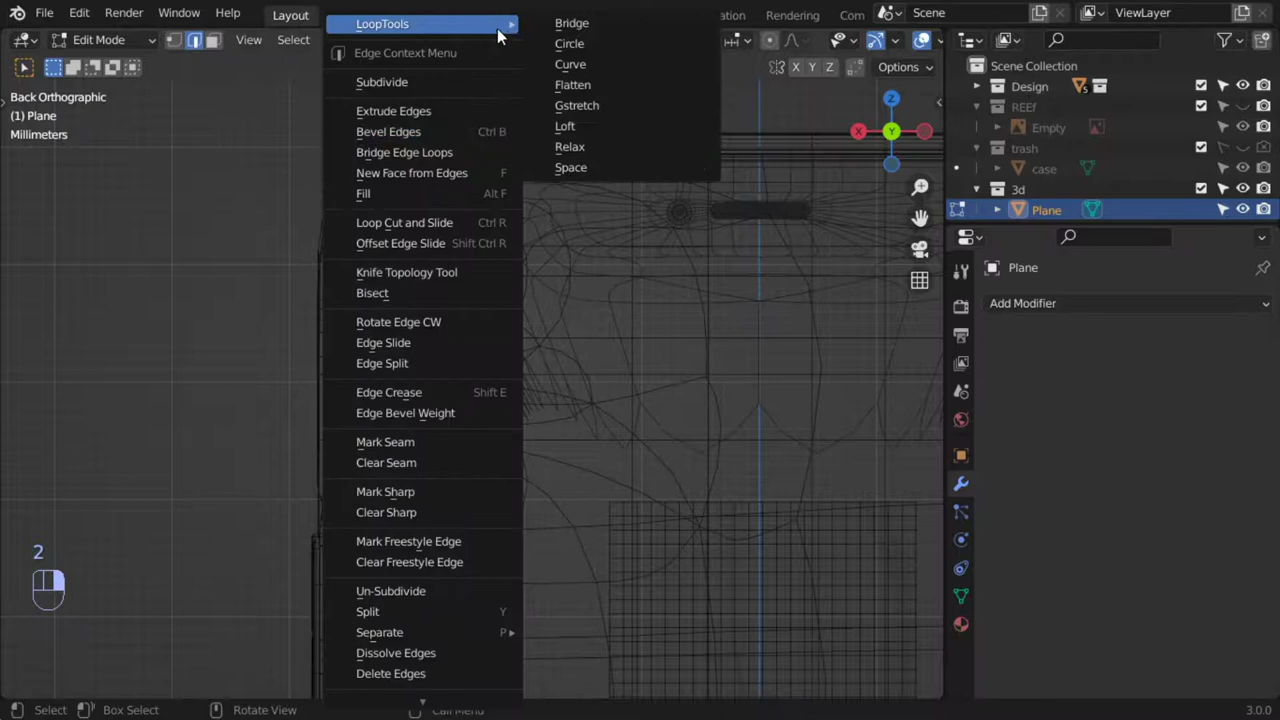 File Edit Render Window Help Layout
Rendering Com
Scene
ViewLayer
Edit Mode View Select
X Y Z Options
Back Orthographic
(1) Plane
Millimeters
LoopTools
Edge Context Menu
Subdivide
Extrude Edges
Bevel Edges Ctrl B
Bridge Edge Loops
New Face from Edges F
Fill Alt F
Loop Cut and Slide Ctrl R
Offset Edge Slide Shift Ctrl R
Knife Topology Tool
Bisect
Rotate Edge CW
Edge Slide
Edge Split
Edge Crease Shift E
Edge Bevel Weight
Mark Seam
Clear Seam
Mark Sharp
Clear Sharp
Mark Freestyle Edge
Clear Freestyle Edge
Un-Subdivide
Split Y
Separate P
Dissolve Edges
Delete Edges
Bridge
Circle
Curve
Flatten
Gstretch
Loft
Relax
Space
Z
X Y
2
Scene Collection
Design 5
REEf
Empty
trash
case
3d
Plane
Plane
Add Modifier
Select Box Select Rotate View Call Menu 3.0.0